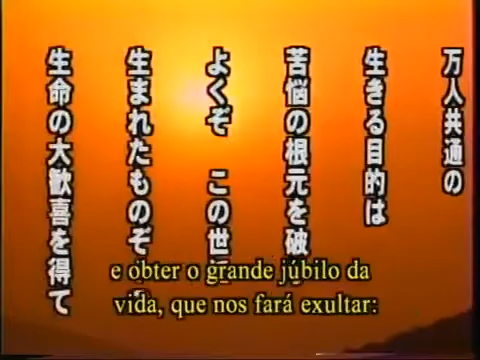 万人共通の
生きる目的は
苦悩の根元を破
よくぞ この世
生まれたものぞ
生命の大歓喜を得て
e obter o grande júbilo da
vida, que nos fará exultar: